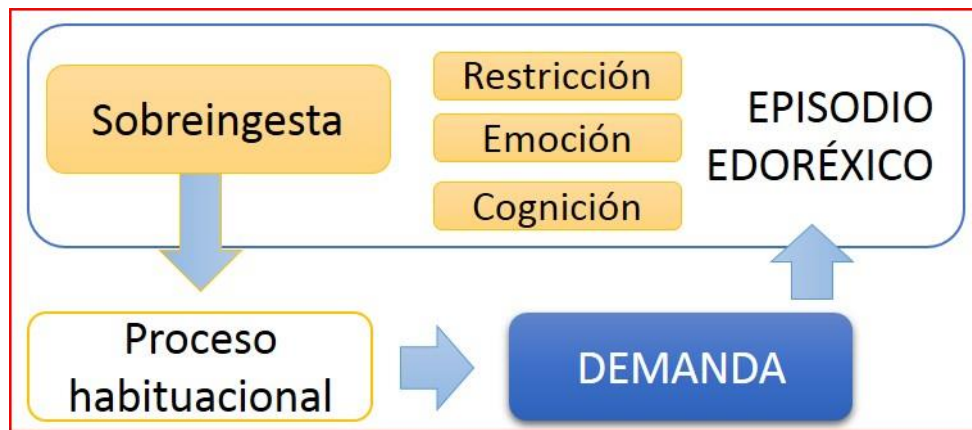 Sobreingesta
Restricción
Emoción
Cognición
EPISODIO
EDORÉXICO
Proceso
habituacional
DEMANDA